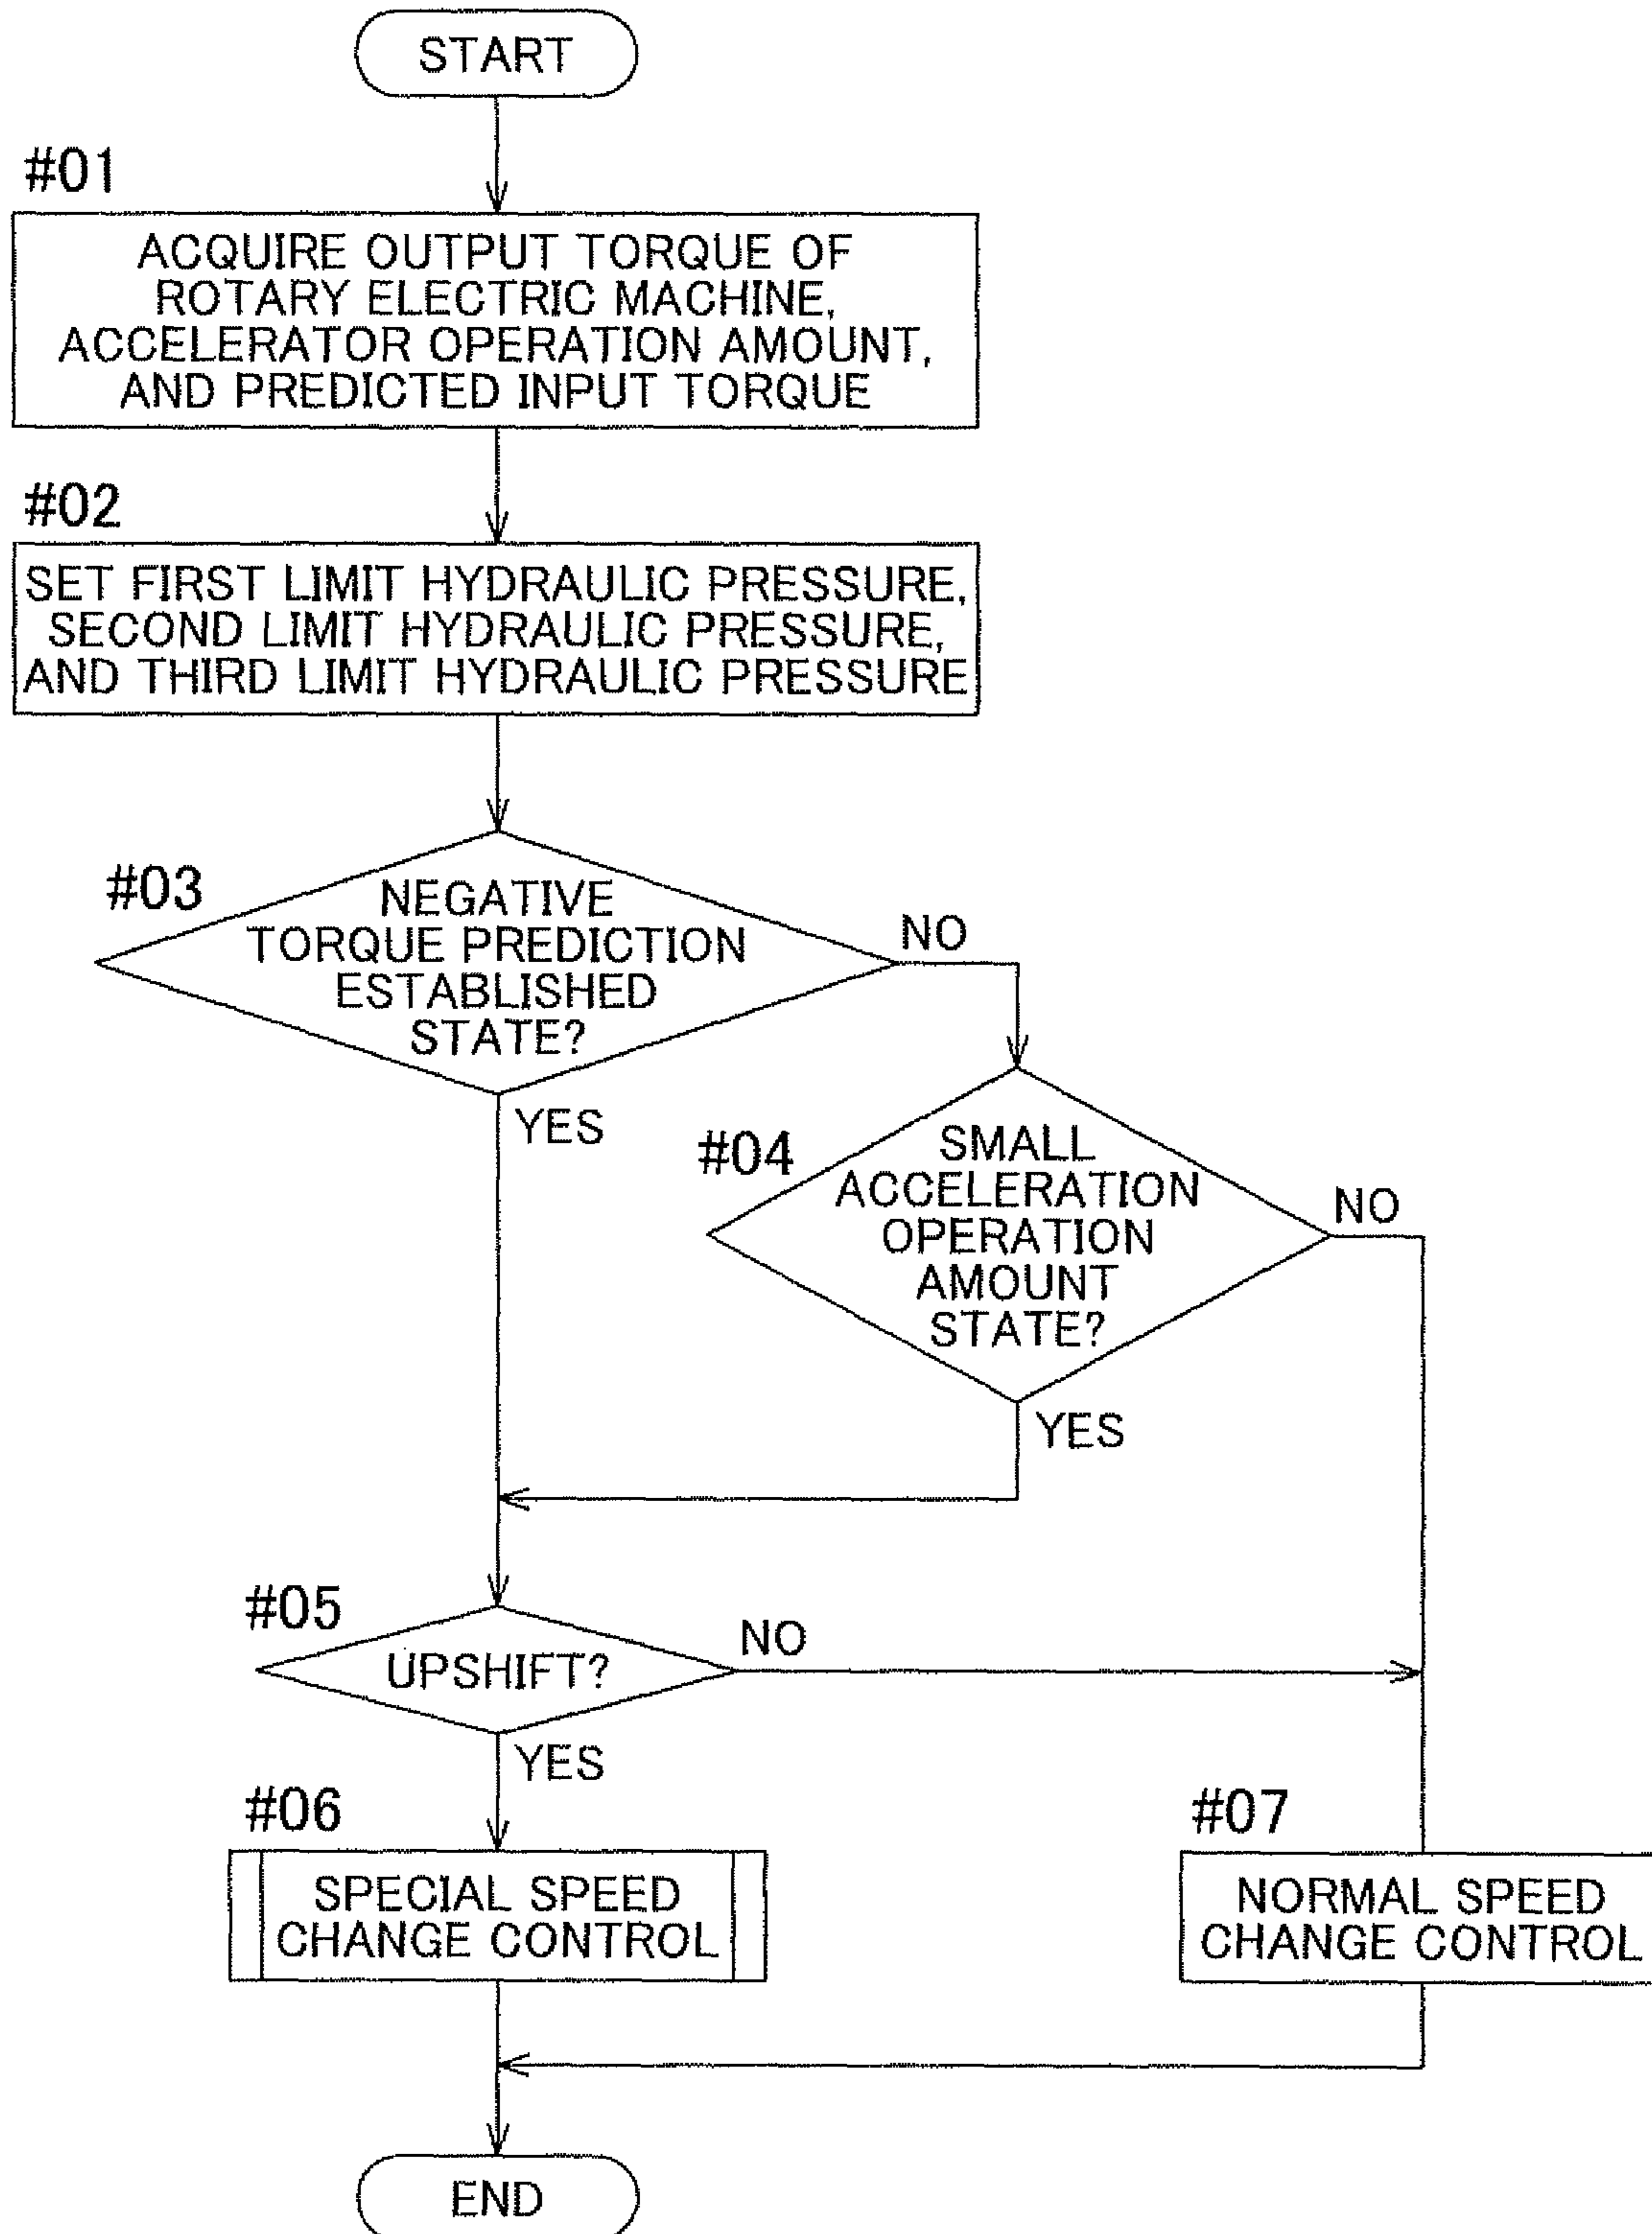 START
#01
ACQUIRE OUTPUT TORQUE OF
ROTARY ELECTRIC MACHINE,
ACCELERATOR OPERATION AMOUNT,
AND PREDICTED INPUT TORQUE
#02
SET FIRST LIMIT HYDRAULIC PRESSURE,
SECOND LIMIT HYDRAULIC PRESSURE,
AND THIRD LIMIT HYDRAULIC PRESSURE
#03
NEGATIVE
TORQUE PREDICTION
ESTABLISHED
STATE?
NO
YES
#04
SMALL
ACCELERATION
OPERATION
AMOUNT
STATE?
NO
YES
#05
UPSHIFT?
NO
YES
#06
SPECIAL SPEED
CHANGE CONTROL
#07
NORMAL SPEED
CHANGE CONTROL
END